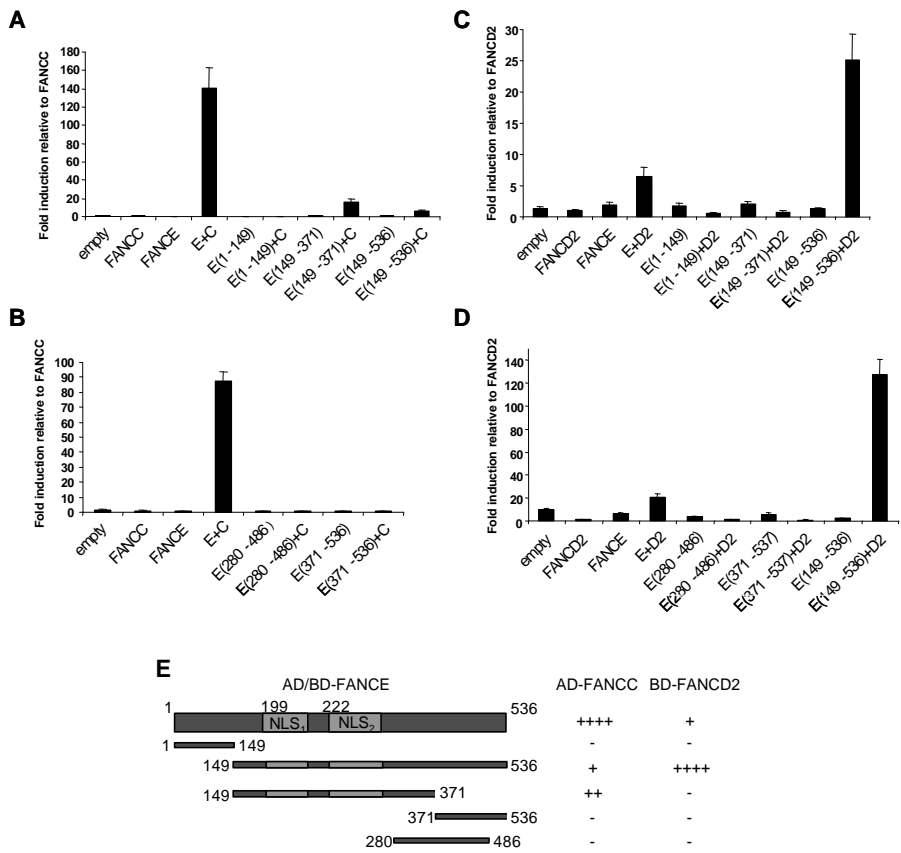 A
Fold induction relative to FANCC
180
160
140
120
100
80
60
40
20
0
empty
FANCC
FANCE
E+C
E(1 - 149)
E(1 - 149)+C
E(149 -371)
E(149 -371)+C
E(149 -536)
E(149 -536)+C
C
Fold induction relative to FANCD2
30
25
20
15
10
5
0
empty
FANCD2
FANCE
E+D2
E(1 - 149)
E(1 - 149)+D2
E(149 -371)
E(149 -371)+D2
E(149 -536)
E(149 -536)+D2
B
Fold induction relative to FANCC
100
90
80
70
60
50
40
30
20
10
0
empty
FANCC
FANCE
E+C
E(280 -486)
E(280 -486)+C
E(371 -536)
E(371 -536)+C
D
Fold induction relative to FANCD2
140
120
100
80
60
40
20
0
empty
FANCD2
FANCE
E+D2
E(280 -486)
E(280 -486)+D2
E(371 -537)
E(371 -537)+D2
E(149 -536)
E(149 -536)+D2
E
AD/BD-FANCE AD-FANCC BD-FANCD2
1 199 222 536
NLS1 NLS2 ++++ +
1 149 - -
149 536 + ++++
149 371 ++ -
371 536 - -
280 486 - -